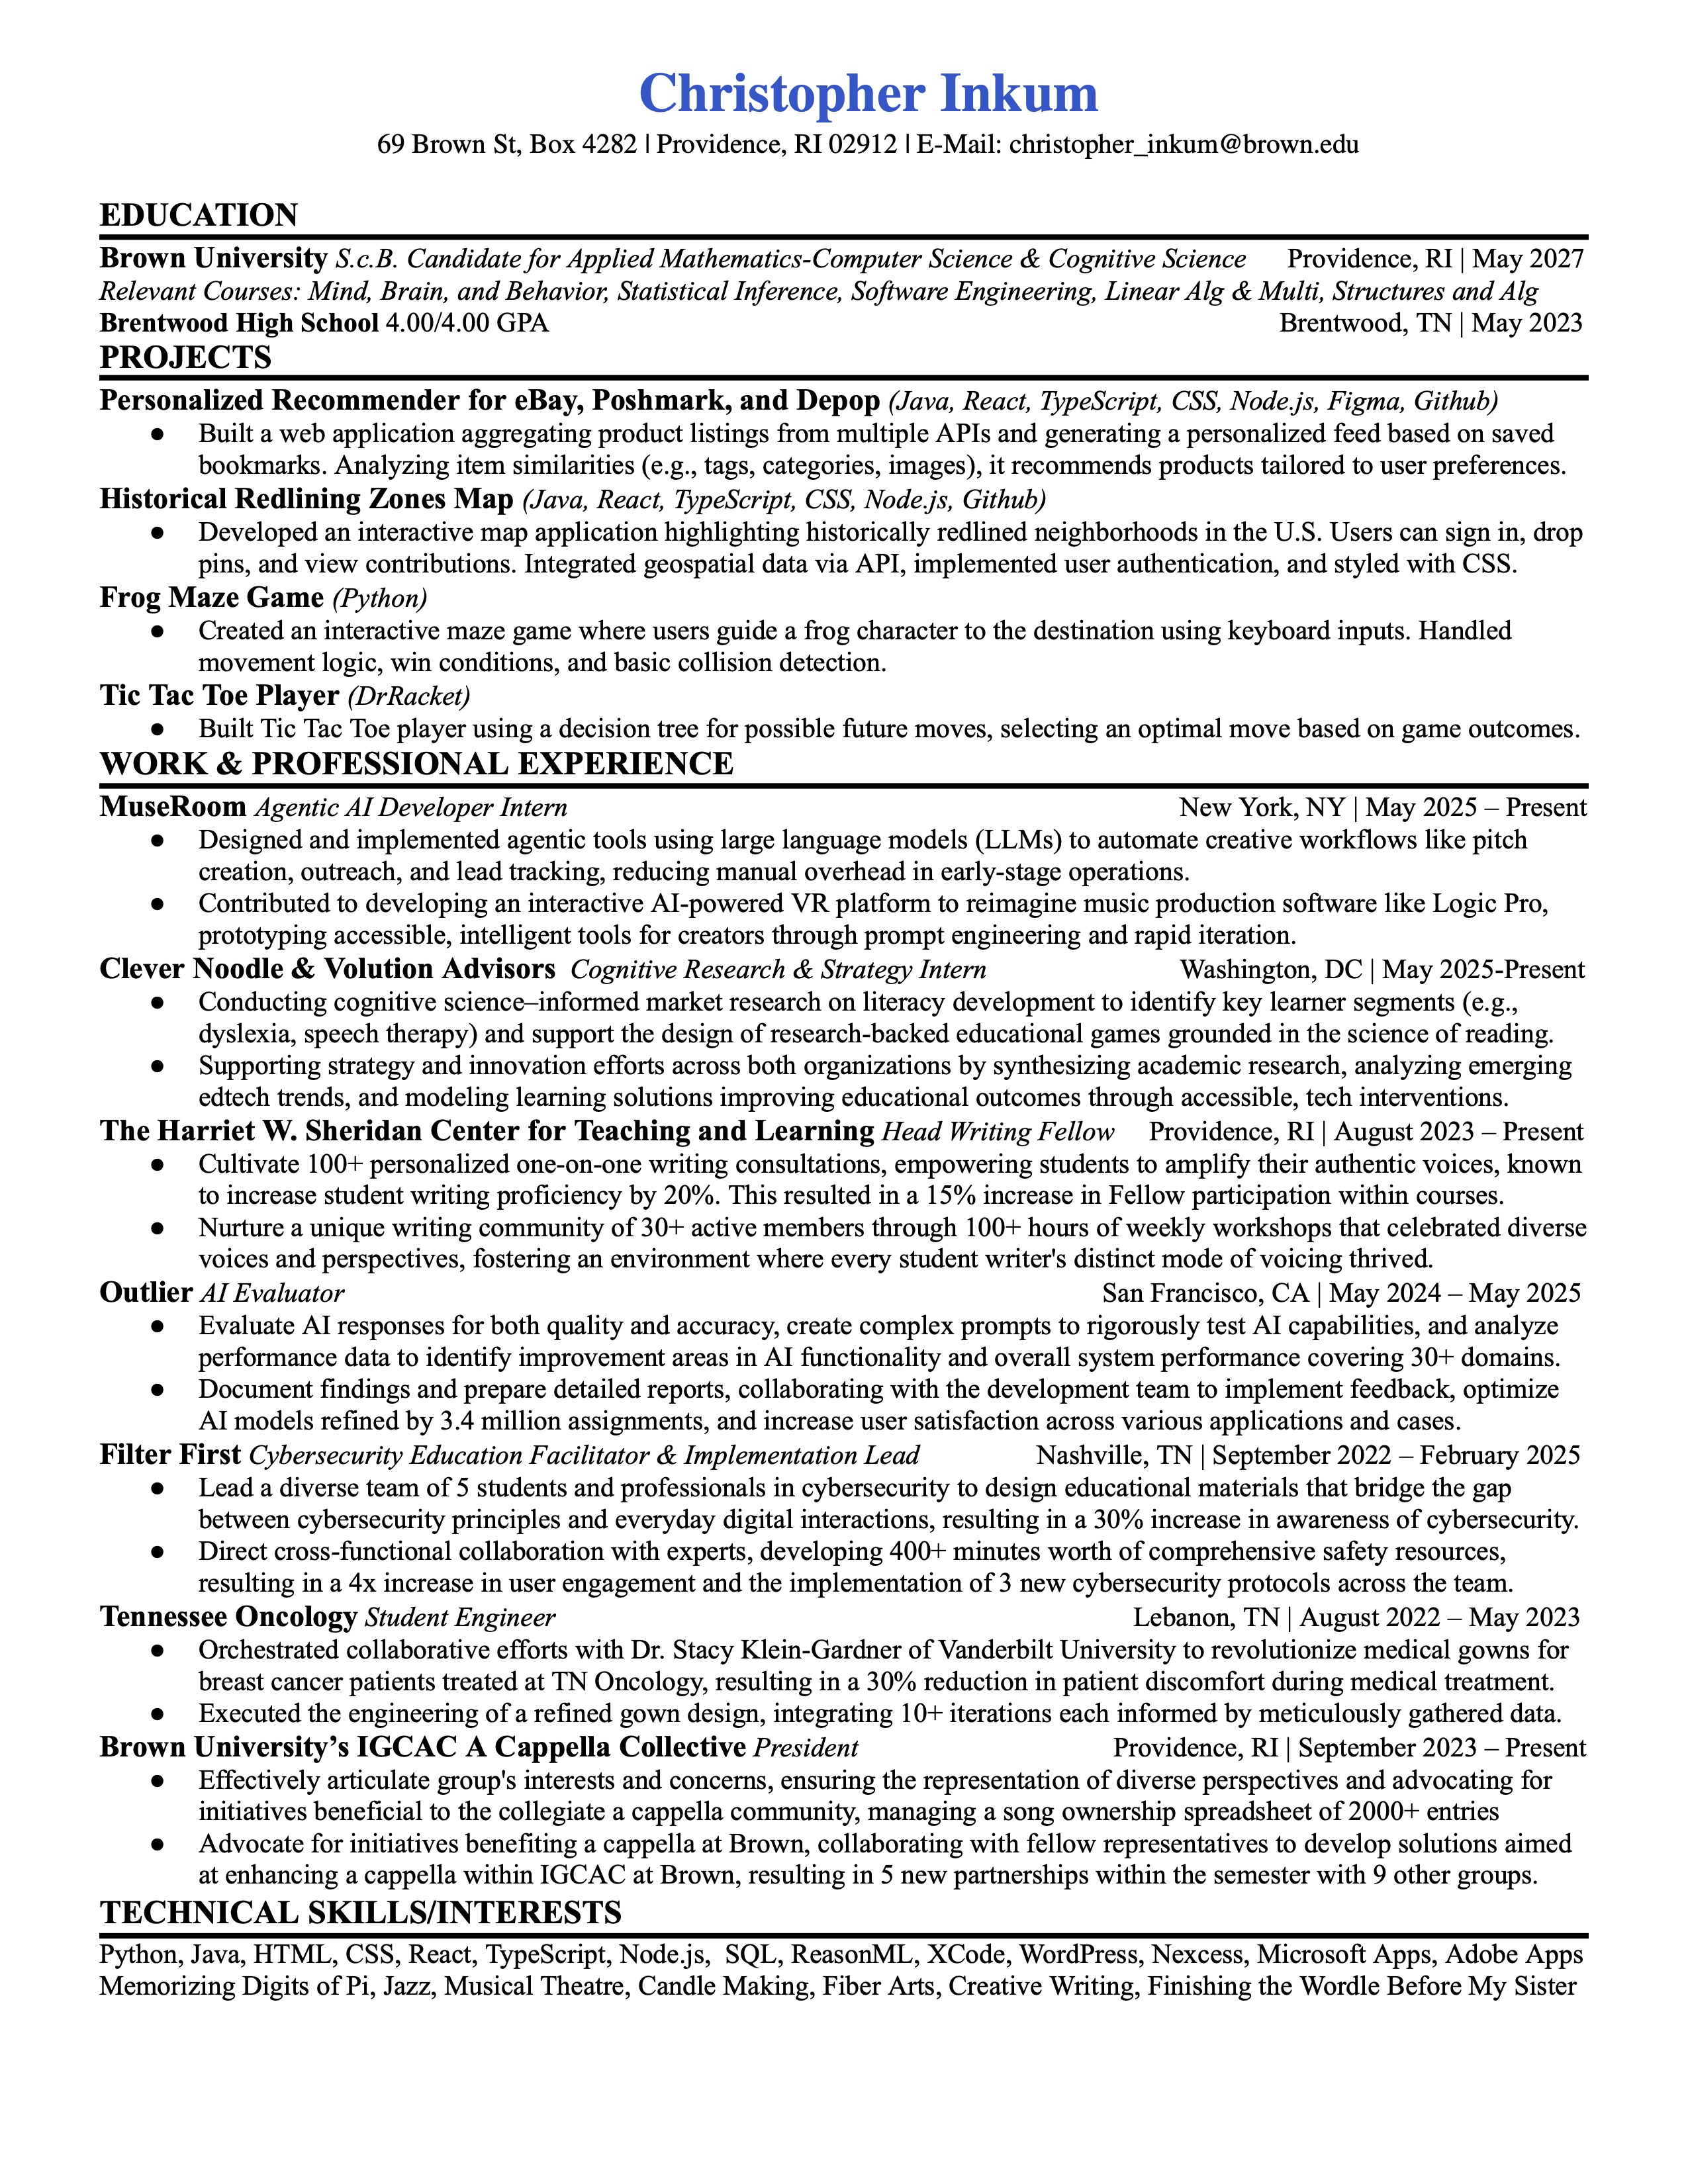 Christopher Inkum
69 Brown St, Box 4282 | Providence, RI 02912 | E-Mail: christopher_inkum@brown.edu
EDUCATION
Brown University S.c.B. Candidate for Applied Mathematics-Computer Science & Cognitive Science Providence, RI | May 2027
Relevant Courses: Mind, Brain, and Behavior, Statistical Inference, Software Engineering, Linear Alg & Multi, Structures and Alg
Brentwood High School 4.00/4.00 GPA Brentwood, TN | May 2023
PROJECTS
Personalized Recommender for eBay, Poshmark, and Depop (Java, React, TypeScript, CSS, Node.js, Figma, Github)
● Built a web application aggregating product listings from multiple APIs and generating a personalized feed based on saved
bookmarks. Analyzing item similarities (e.g., tags, categories, images), it recommends products tailored to user preferences.
Historical Redlining Zones Map (Java, React, TypeScript, CSS, Node.js, Github)
● Developed an interactive map application highlighting historically redlined neighborhoods in the U.S. Users can sign in, drop
pins, and view contributions. Integrated geospatial data via API, implemented user authentication, and styled with CSS.
Frog Maze Game (Python)
● Created an interactive maze game where users guide a frog character to the destination using keyboard inputs. Handled
movement logic, win conditions, and basic collision detection.
Tic Tac Toe Player (DrRacket)
● Built Tic Tac Toe player using a decision tree for possible future moves, selecting an optimal move based on game outcomes.
WORK & PROFESSIONAL EXPERIENCE
MuseRoom Agentic AI Developer Intern New York, NY | May 2025 – Present
● Designed and implemented agentic tools using large language models (LLMs) to automate creative workflows like pitch
creation, outreach, and lead tracking, reducing manual overhead in early-stage operations.
● Contributed to developing an interactive AI-powered VR platform to reimagine music production software like Logic Pro,
prototyping accessible, intelligent tools for creators through prompt engineering and rapid iteration.
Clever Noodle & Volution Advisors Cognitive Research & Strategy Intern Washington, DC | May 2025-Present
● Conducting cognitive science–informed market research on literacy development to identify key learner segments (e.g.,
dyslexia, speech therapy) and support the design of research-backed educational games grounded in the science of reading.
● Supporting strategy and innovation efforts across both organizations by synthesizing academic research, analyzing emerging
edtech trends, and modeling learning solutions improving educational outcomes through accessible, tech interventions.
The Harriet W. Sheridan Center for Teaching and Learning Head Writing Fellow Providence, RI | August 2023 – Present
● Cultivate 100+ personalized one-on-one writing consultations, empowering students to amplify their authentic voices, known
to increase student writing proficiency by 20%. This resulted in a 15% increase in Fellow participation within courses.
● Nurture a unique writing community of 30+ active members through 100+ hours of weekly workshops that celebrated diverse
voices and perspectives, fostering an environment where every student writer's distinct mode of voicing thrived.
Outlier AI Evaluator San Francisco, CA | May 2024 – May 2025
● Evaluate AI responses for both quality and accuracy, create complex prompts to rigorously test AI capabilities, and analyze
performance data to identify improvement areas in AI functionality and overall system performance covering 30+ domains.
● Document findings and prepare detailed reports, collaborating with the development team to implement feedback, optimize
AI models refined by 3.4 million assignments, and increase user satisfaction across various applications and cases.
Filter First Cybersecurity Education Facilitator & Implementation Lead Nashville, TN | September 2022 – February 2025
● Lead a diverse team of 5 students and professionals in cybersecurity to design educational materials that bridge the gap
between cybersecurity principles and everyday digital interactions, resulting in a 30% increase in awareness of cybersecurity.
● Direct cross-functional collaboration with experts, developing 400+ minutes worth of comprehensive safety resources,
resulting in a 4x increase in user engagement and the implementation of 3 new cybersecurity protocols across the team.
Tennessee Oncology Student Engineer Lebanon, TN | August 2022 – May 2023
● Orchestrated collaborative efforts with Dr. Stacy Klein-Gardner of Vanderbilt University to revolutionize medical gowns for
breast cancer patients treated at TN Oncology, resulting in a 30% reduction in patient discomfort during medical treatment.
● Executed the engineering of a refined gown design, integrating 10+ iterations each informed by meticulously gathered data.
Brown University’s IGCAC A Cappella Collective President Providence, RI | September 2023 – Present
● Effectively articulate group's interests and concerns, ensuring the representation of diverse perspectives and advocating for
initiatives beneficial to the collegiate a cappella community, managing a song ownership spreadsheet of 2000+ entries
● Advocate for initiatives benefiting a cappella at Brown, collaborating with fellow representatives to develop solutions aimed
at enhancing a cappella within IGCAC at Brown, resulting in 5 new partnerships within the semester with 9 other groups.
TECHNICAL SKILLS/INTERESTS
Python, Java, HTML, CSS, React, TypeScript, Node.js, SQL, ReasonML, XCode, WordPress, Nexcess, Microsoft Apps, Adobe Apps
Memorizing Digits of Pi, Jazz, Musical Theatre, Candle Making, Fiber Arts, Creative Writing, Finishing the Wordle Before My Sister